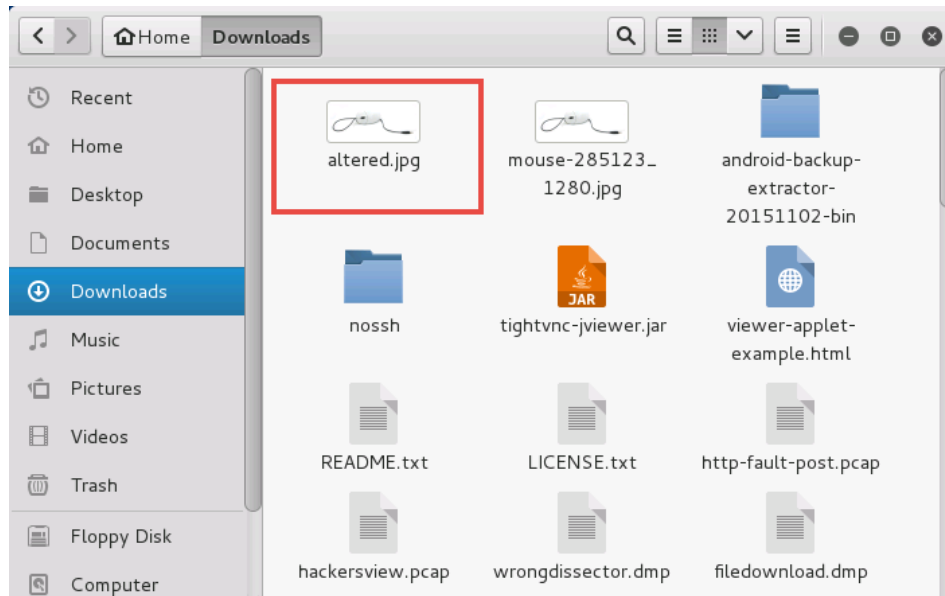 Home Downloads
Recent
Home
Desktop
Documents
Downloads
Music
Pictures
Videos
Trash
Floppy Disk
Computer
altered.jpg
mouse-285123_
1280.jpg
android-backup-
extractor-
20151102-bin
nossh
JAR
tightvnc-jviewer.jar
viewer-applet-
example.html
README.txt
LICENSE.txt
http-fault-post.pcap
hackersview.pcap
wrongdissector.dmp
filedownload.dmp